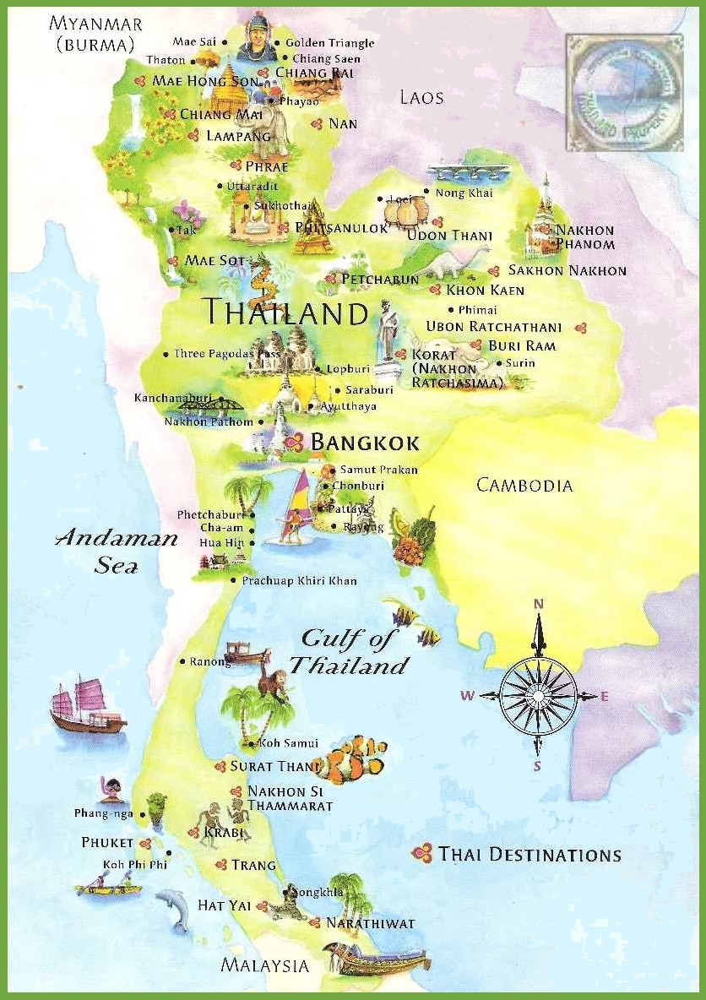 MYANMAR
(BURMA)
Mae Sai
Golden Triangle
Thaton
Chiang Saen
MAE HONG SON
CHIANG RAI
LAOS
Phayao
CHIANG MAI
NAN
LAMPANG
PHRAE
Uttaradit
Nong Khai
Loei
Sukhothai
Tak
PHITSANULOK
UDON THANI
NAKHON
PHANOM
MAE SOT
SAKHON NAKHON
PETCHABUN
KHON KAEN
THAILAND
Phimai
UBON RATCHATHANI
BURI RAM
Three Pagodas Pass
KORAT
(NAKHON
RATCHASIMA)
Surin
Lopburi
Saraburi
Kanchanaburi
Ayutthaya
Nakhon Pathom
BANGKOK
Samut Prakan
Chonburi
CAMBODIA
Phetchaburi
Pattaya
Cha-am
Rayong
Hua Hin
Andaman
Sea
Prachuap Khiri Khan
N
Gulf of
Thailand
Ranong
W
E
Koh Samui
S
SURAT THANI
NAKHON SI
THAMMARAT
Phang-nga
KRABI
PHUKET
THAI DESTINATIONS
Koh Phi Phi
TRANG
Songkhla
HAT YAI
NARATHIWAT
MALAYSIA